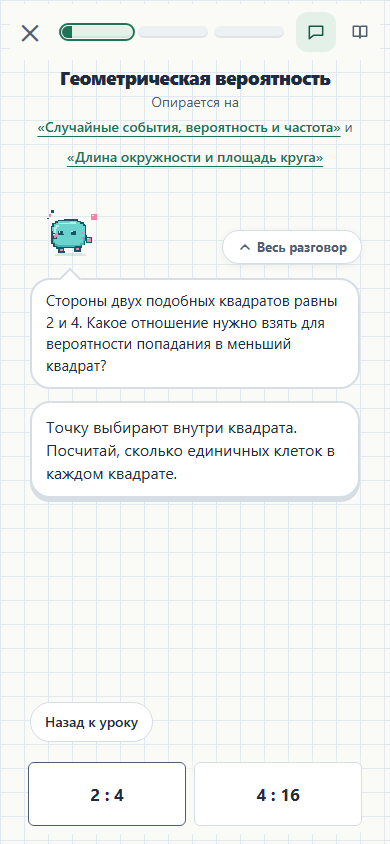 Геометрическая вероятность
Опирается на
«Случайные события, вероятность и частота» и
«Длина окружности и площадь круга»
Весь разговор
Стороны двух подобных квадратов равны
2 и 4. Какое отношение нужно взять для
вероятности попадания в меньший
квадрат?
Точку выбирают внутри квадрата.
Посчитай, сколько единичных клеток в
каждом квадрате.
Назад к уроку
2 : 4
4 : 16